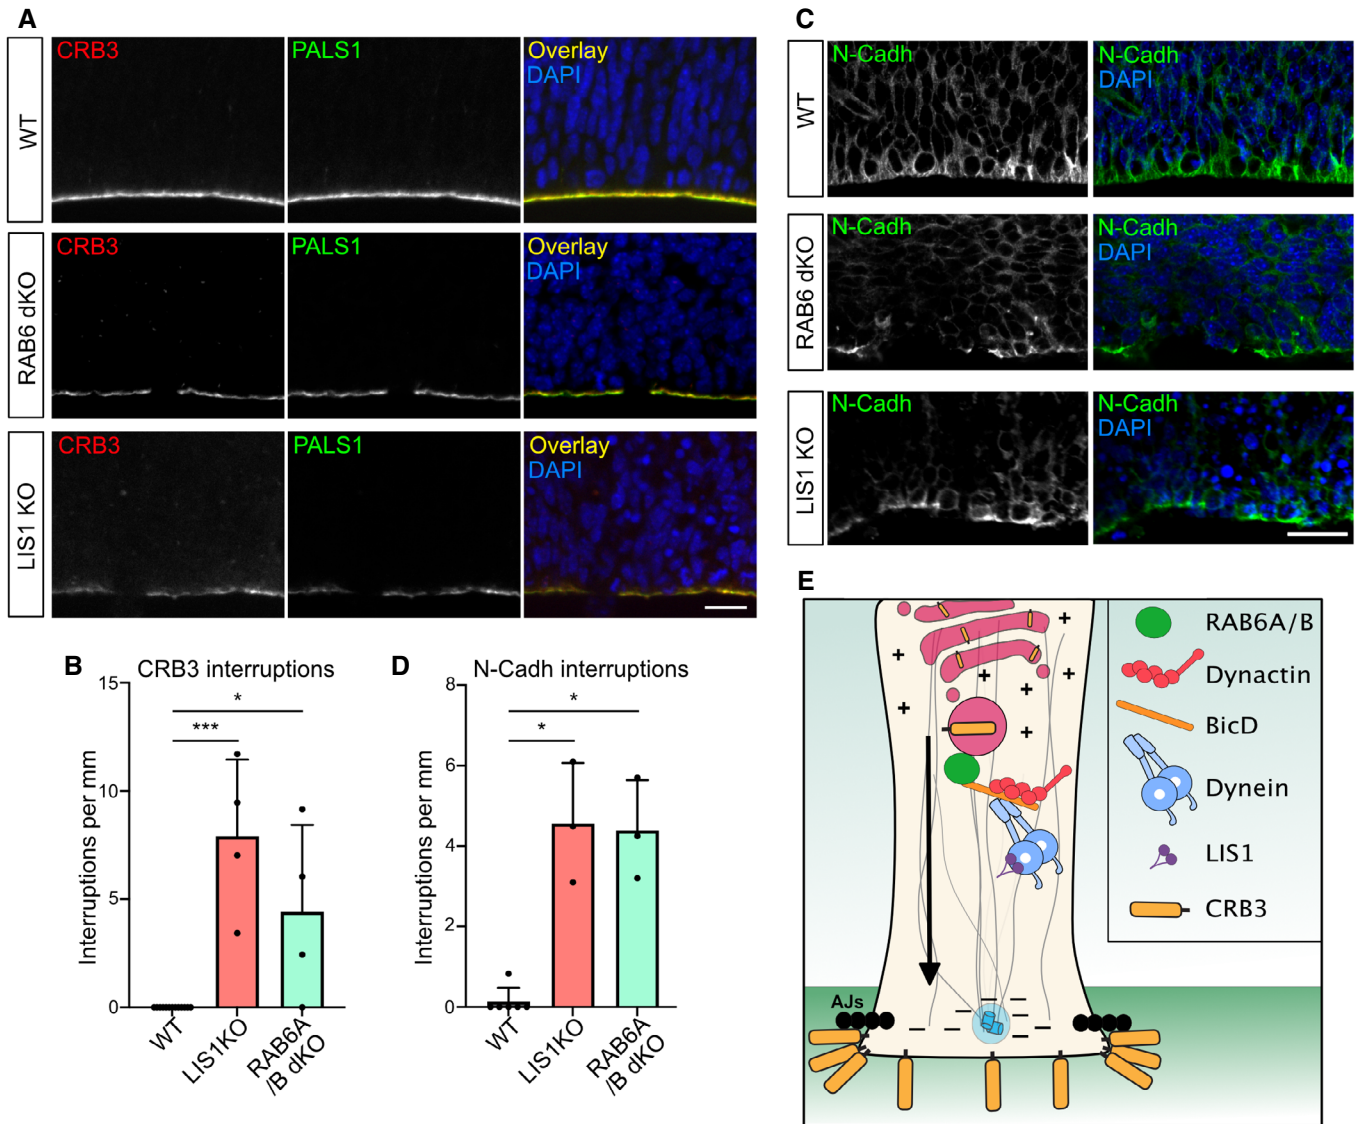 A
WT
CRB3
PALS1
Overlay
DAPI
RAB6 dKO
CRB3
PALS1
Overlay
DAPI
LIS1 KO
CRB3
PALS1
Overlay
DAPI
B
CRB3 interruptions
Interruptions per mm
15
10
5
0
*
***
WT
LIS1KO
RAB6A
/B dKO
C
WT
N-Cadh
N-Cadh
DAPI
RAB6 dKO
N-Cadh
N-Cadh
DAPI
LIS1 KO
N-Cadh
N-Cadh
DAPI
D
N-Cadh interruptions
Interruptions per mm
8
6
4
2
0
*
*
WT
LIS1KO
RAB6A
/B dKO
E
RAB6A/B
Dynactin
BicD
Dynein
LIS1
CRB3
AJs